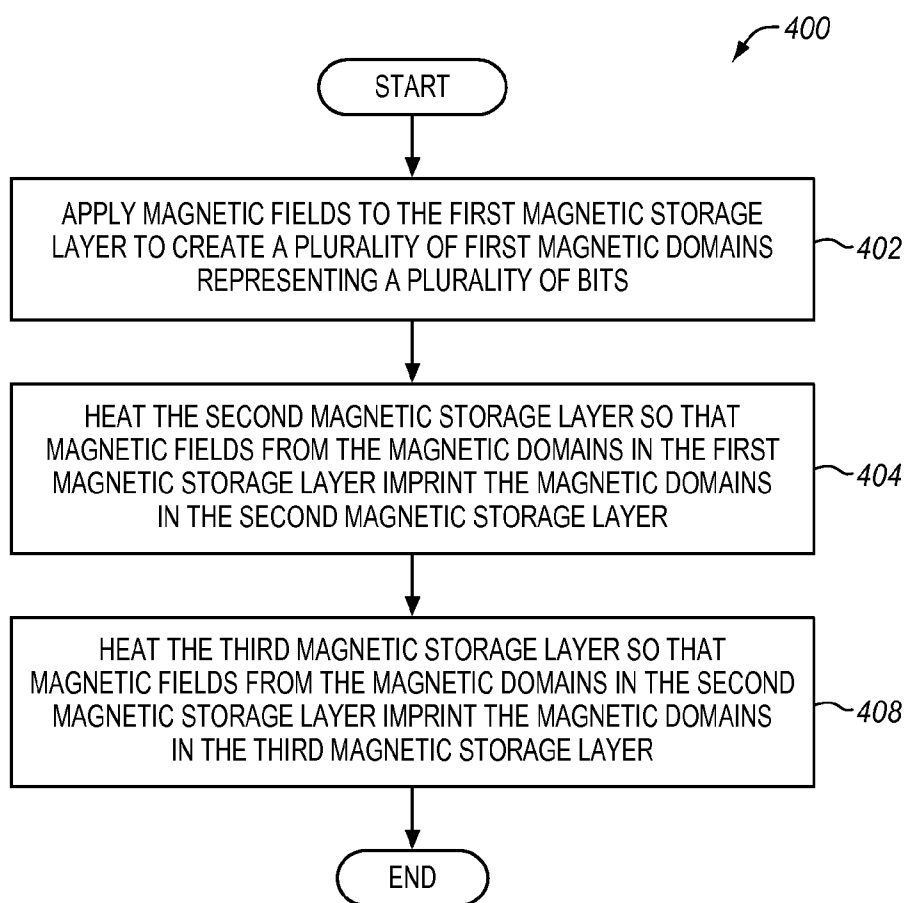 400
START
APPLY MAGNETIC FIELDS TO THE FIRST MAGNETIC STORAGE
LAYER TO CREATE A PLURALITY OF FIRST MAGNETIC DOMAINS
REPRESENTING A PLURALITY OF BITS
402
HEAT THE SECOND MAGNETIC STORAGE LAYER SO THAT
MAGNETIC FIELDS FROM THE MAGNETIC DOMAINS IN THE FIRST
MAGNETIC STORAGE LAYER IMPRINT THE MAGNETIC DOMAINS
IN THE SECOND MAGNETIC STORAGE LAYER
404
HEAT THE THIRD MAGNETIC STORAGE LAYER SO THAT
MAGNETIC FIELDS FROM THE MAGNETIC DOMAINS IN THE SECOND
MAGNETIC STORAGE LAYER IMPRINT THE MAGNETIC DOMAINS
IN THE THIRD MAGNETIC STORAGE LAYER
408
END